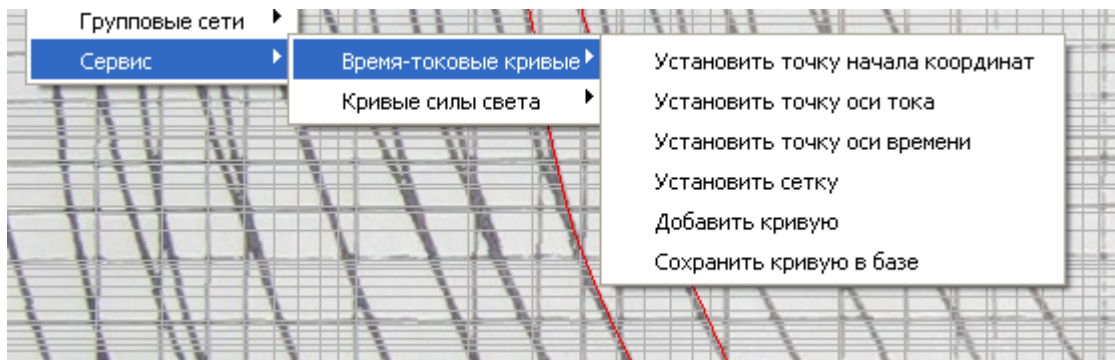 Групповые сети
Сервис
Время-токовые кривые
Кривые силы света
Установить точку начала координат
Установить точку оси тока
Установить точку оси времени
Установить сетку
Добавить кривую
Сохранить кривую в базе